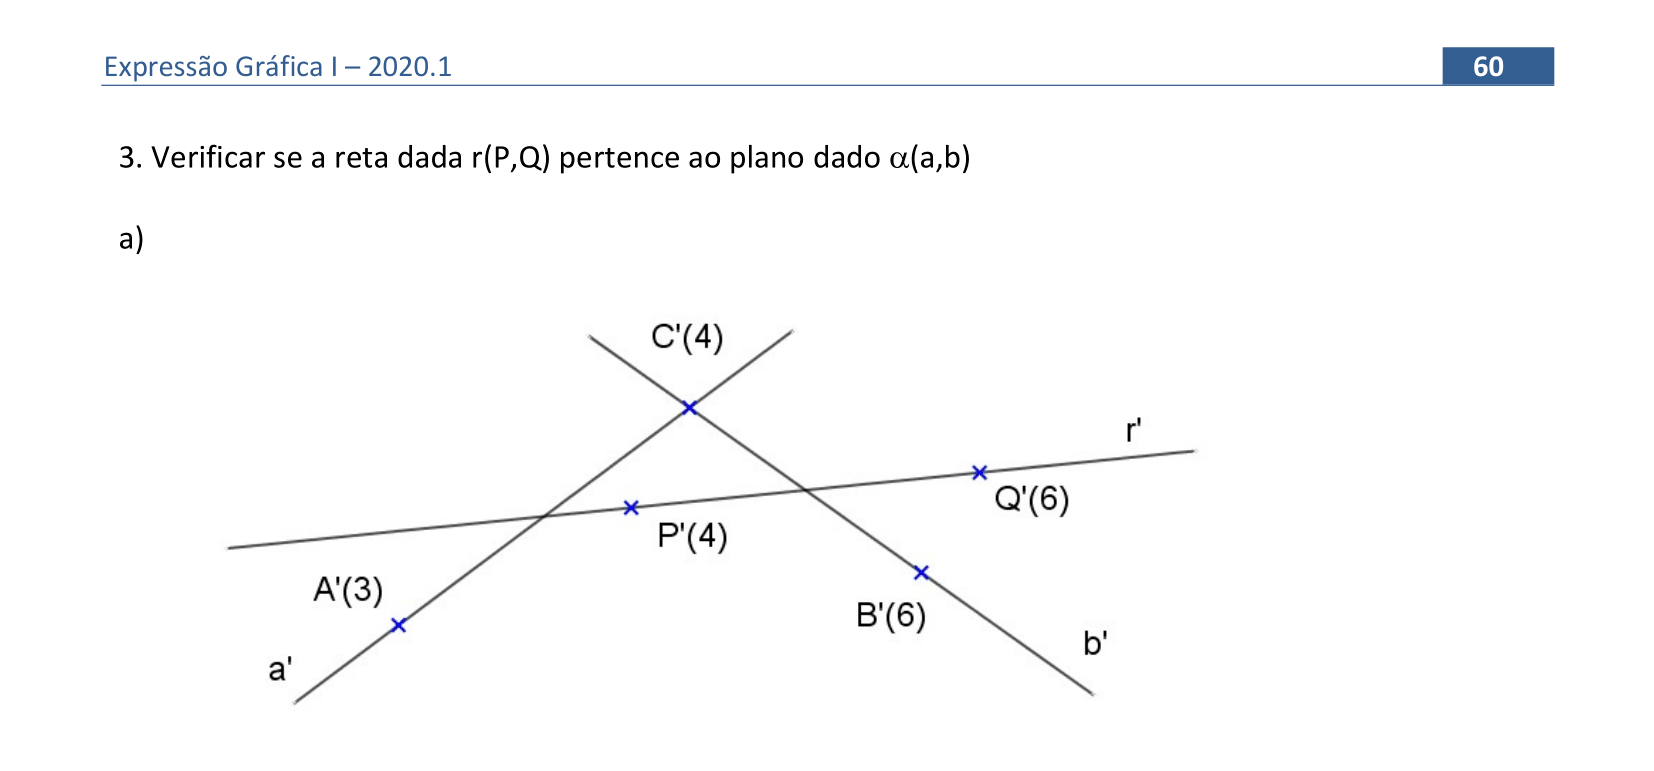 Expressão Gráfica I – 2020.1 60
3. Verificar se a reta dada r(P,Q) pertence ao plano dado α(a,b)
a)
C'(4)
r'
Q'(6)
P'(4)
A'(3)
B'(6)
b'
a'